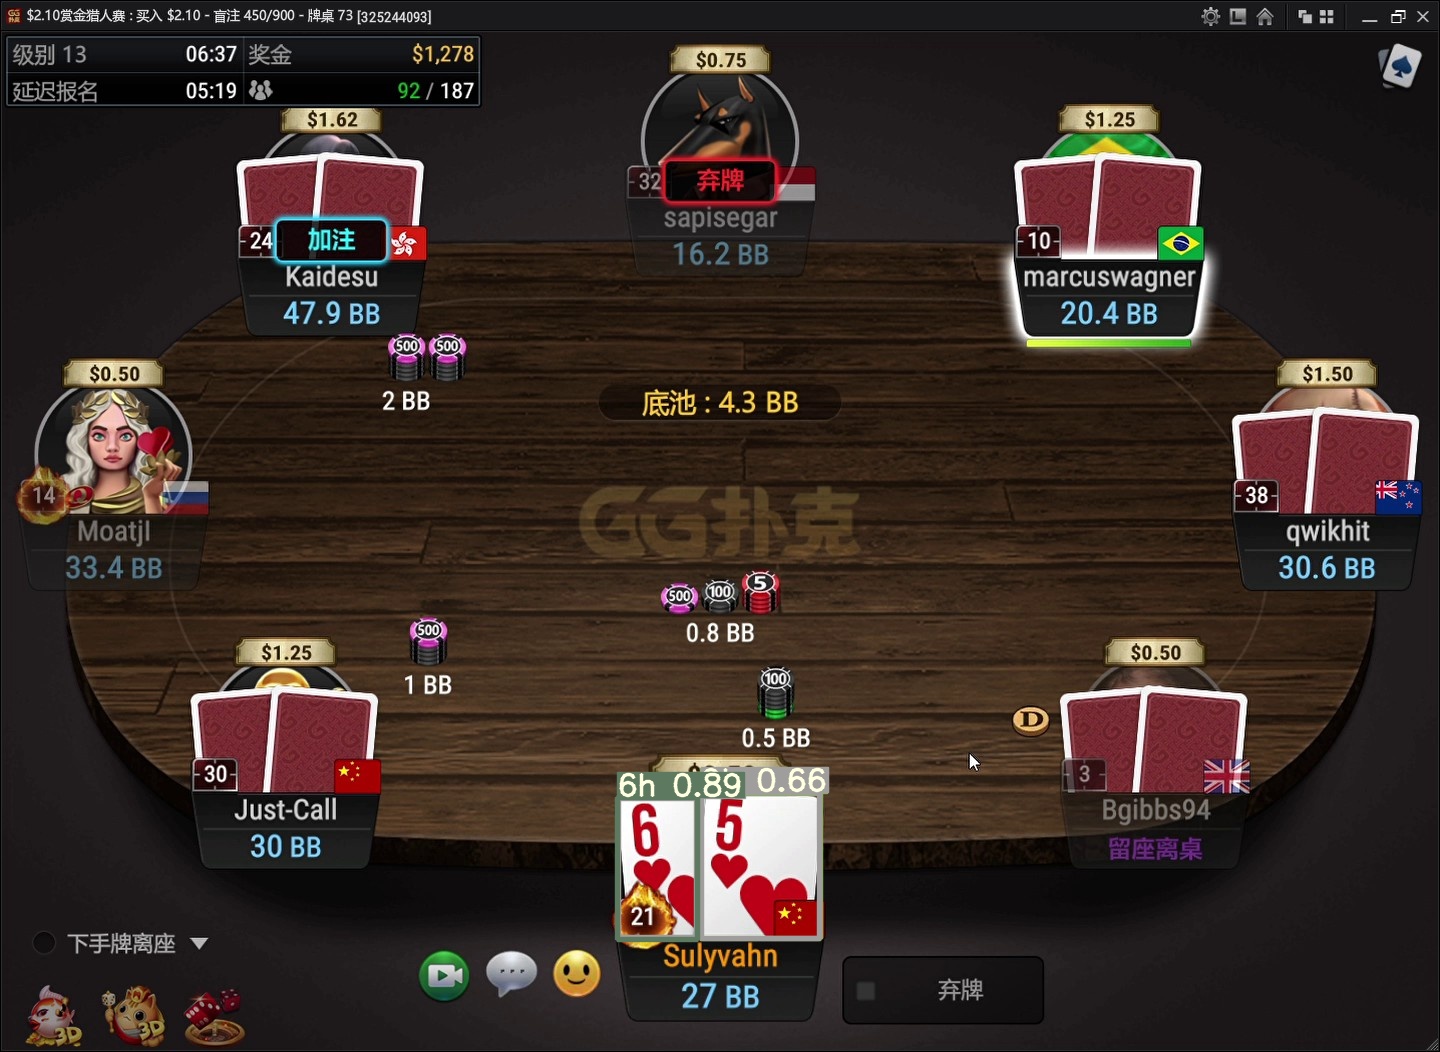 $2.10赏金猎人赛 : 买入 $2.10 - 盲注 450/900 - 牌桌 73 [325244093]
级别 13 06:37 奖金 $1,278
延迟报名 05:19 92 / 187
$0.75
$1.62
$1.25
32 弃牌
sapisegar
16.2 BB
24 加注
Kaidesu
47.9 BB
10
marcuswagner
20.4 BB
500 500
2 BB
$0.50
$1.50
底池 : 4.3 BB
14
Moatjl
33.4 BB
38
qwikhit
30.6 BB
GG扑克
500 100 5
0.8 BB
500
1 BB
100
0.5 BB
$1.25
$0.50
D
30
Just-Call
30 BB
3
Bgibbs94
留座离桌
6h 0.89 0.66
6 5
21
Sulyvahn
27 BB
下手牌离座
弃牌
3D 3D